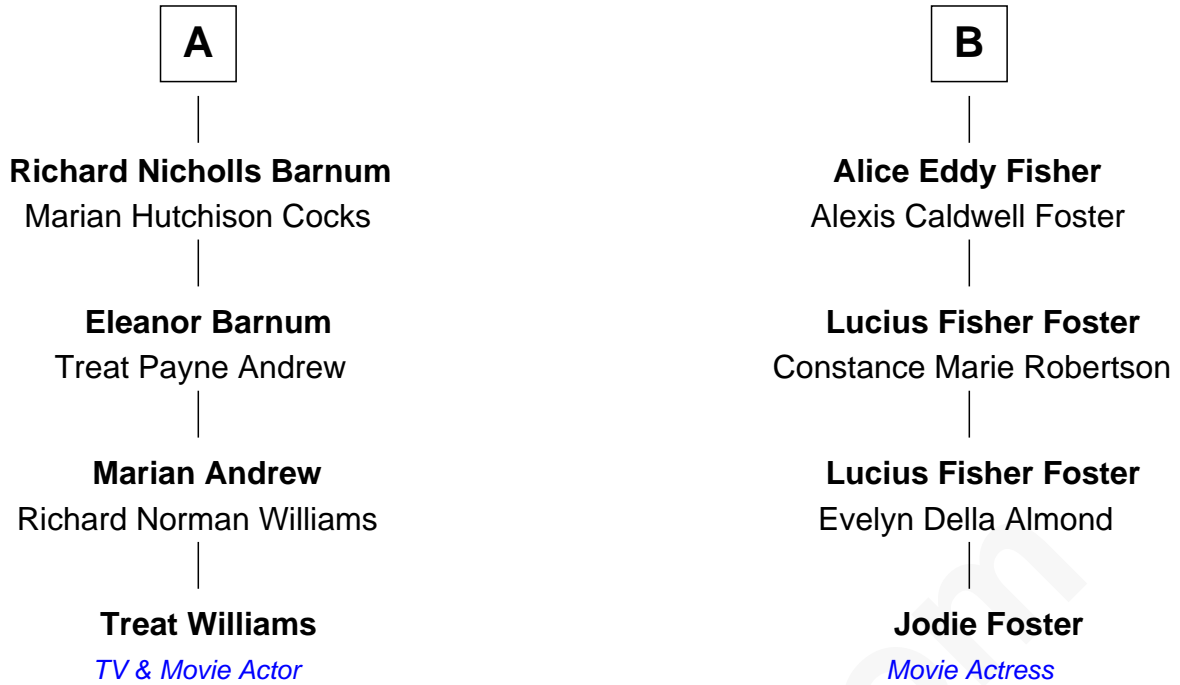 A
Richard Nicholls Barnum
Marian Hutchison Cocks
Eleanor Barnum
Treat Payne Andrew
Marian Andrew
Richard Norman Williams
Treat Williams
TV & Movie Actor
B
Alice Eddy Fisher
Alexis Caldwell Foster
Lucius Fisher Foster
Constance Marie Robertson
Lucius Fisher Foster
Evelyn Della Almond
Jodie Foster
Movie Actress